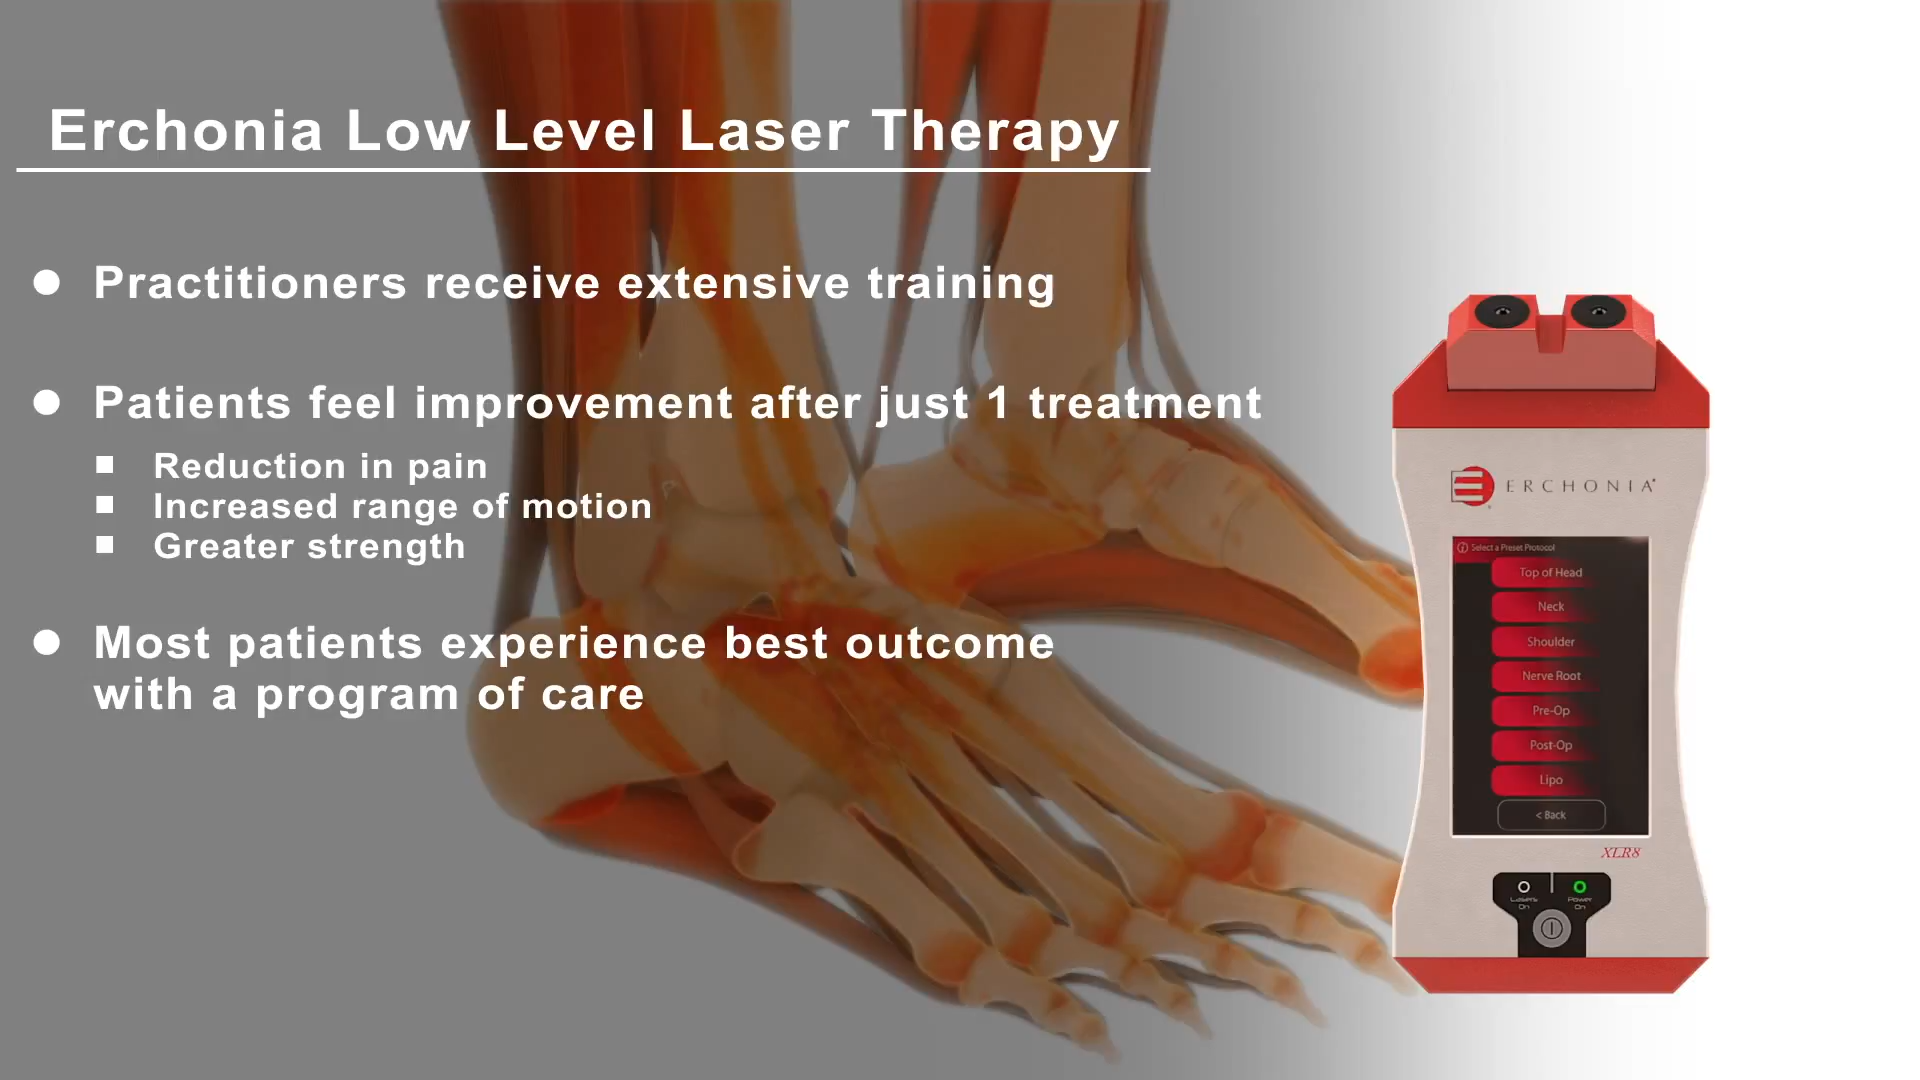 Erchonia Low Level Laser Therapy
● Practitioners receive extensive training
● Patients feel improvement after just 1 treatment
■ Reduction in pain
■ Increased range of motion
■ Greater strength
● Most patients experience best outcome
with a program of care
ERCHONIA
Select a Preset Protocol
Top of Head
Neck
Shoulder
Nerve Root
Pre-Op
Post-Op
Lipo
< Back
XLR8
Lasers On
Power On